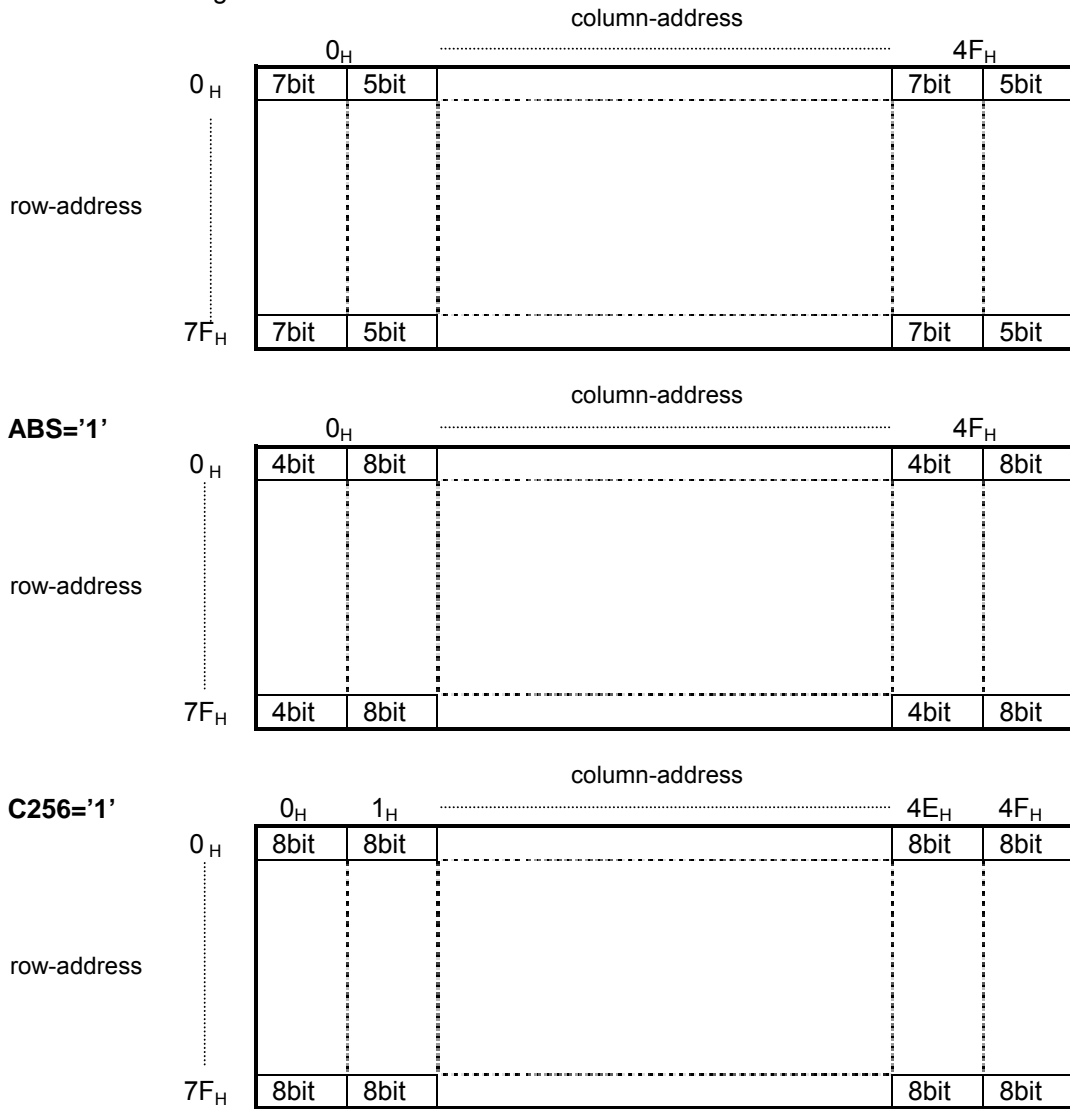 column-address
0H 4FH
0 H 7bit 5bit 7bit 5bit
row-address
7FH 7bit 5bit 7bit 5bit
column-address
ABS='1' 0H 4FH
0 H 4bit 8bit 4bit 8bit
row-address
7FH 4bit 8bit 4bit 8bit
column-address
C256='1' 0H 1H 4EH 4FH
0 H 8bit 8bit 8bit 8bit
row-address
7FH 8bit 8bit 8bit 8bit